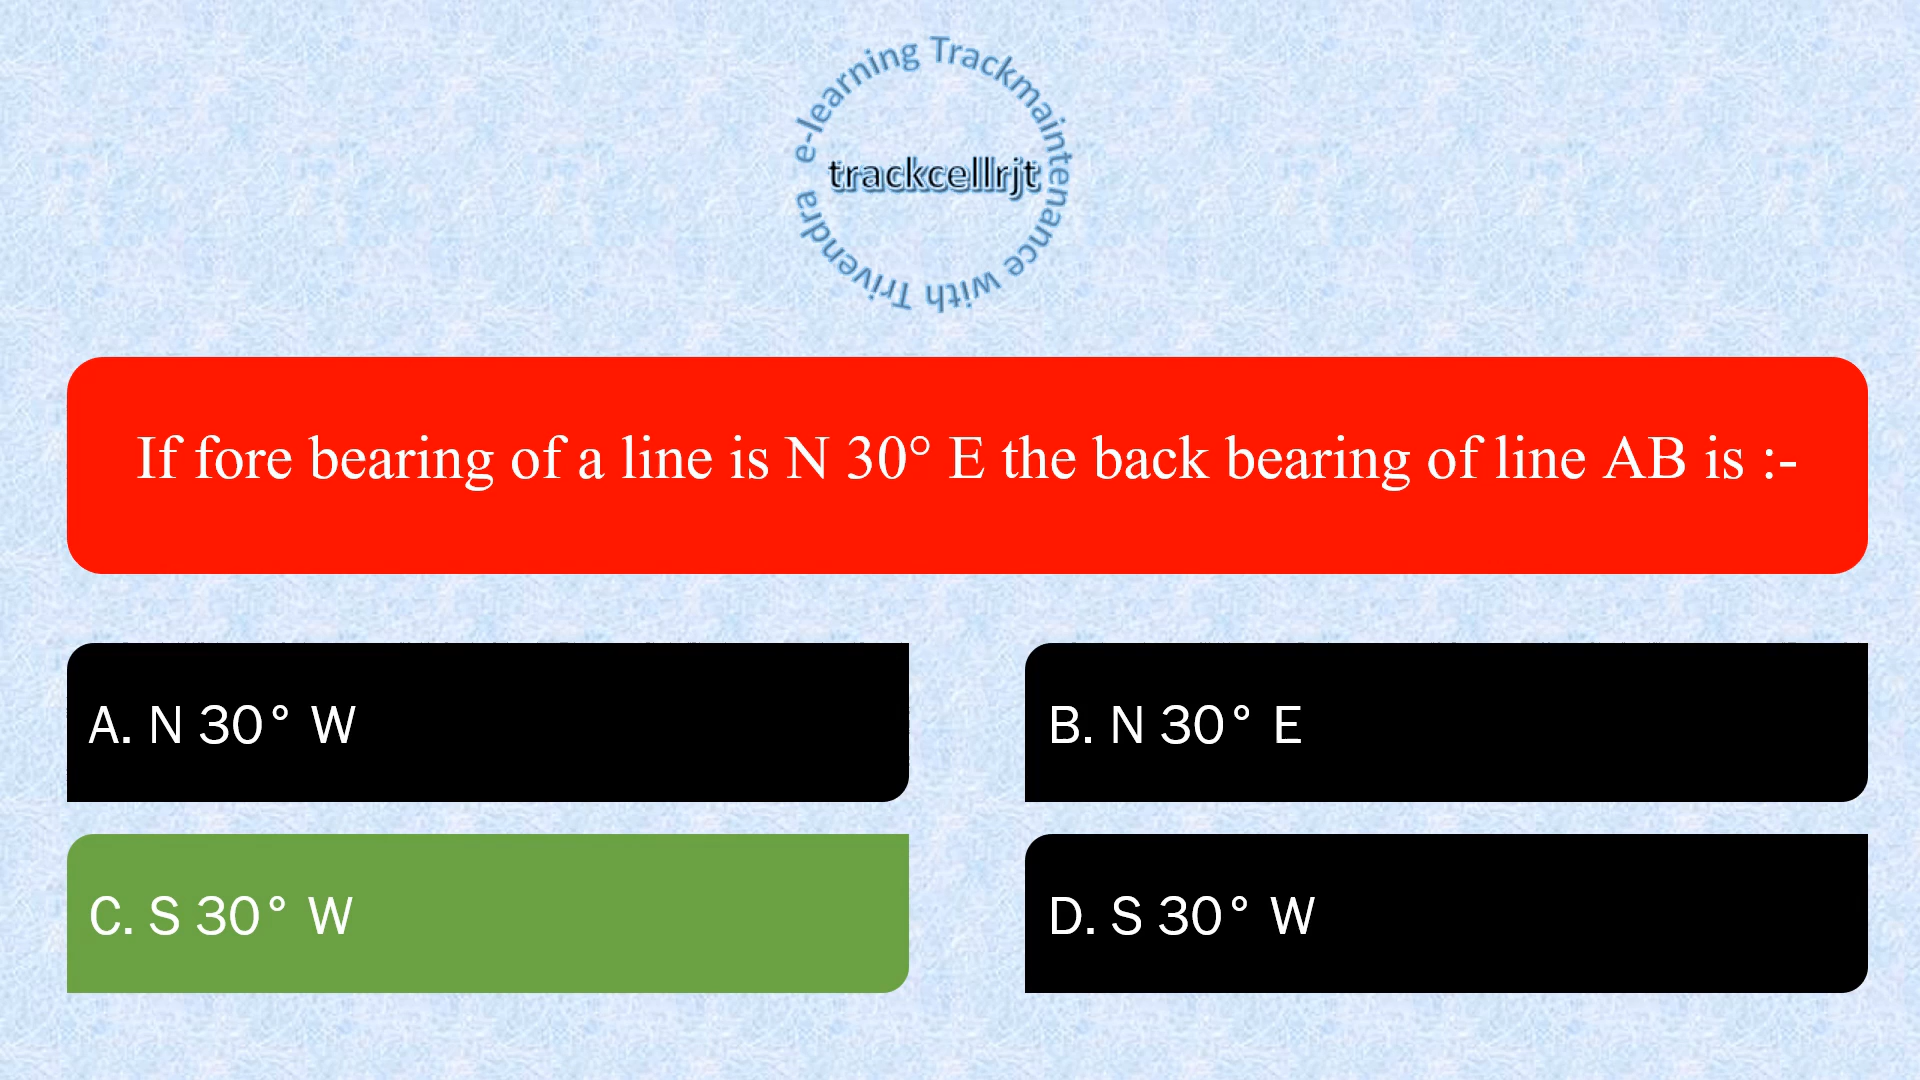 e-learning Trackmaintenance with Trivendra
trackcellrjt
If fore bearing of a line is N 30° E the back bearing of line AB is :-
A. N 30° W
B. N 30° E
C. S 30° W
D. S 30° W